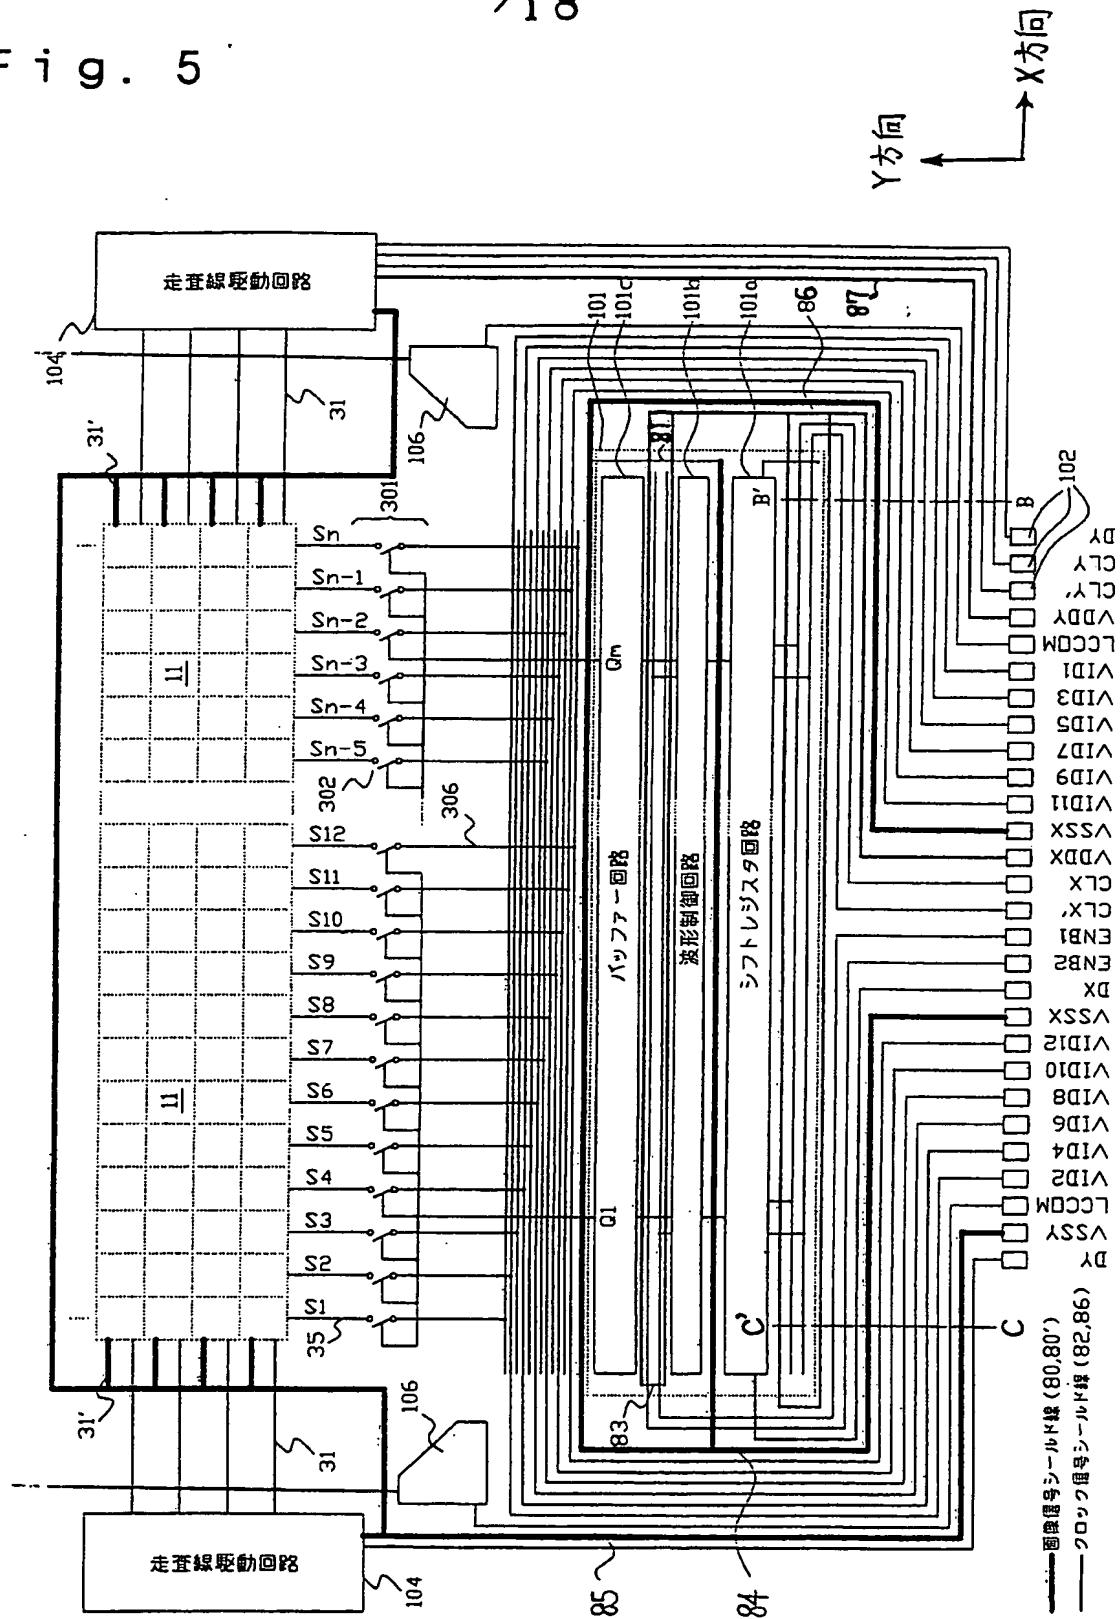 /18
Fig. 5
X方向
Y方向
走査線駆動回路
104
31
31'
106
301
Sn
Sn-1
Sn-2
Sn-3
Sn-4
Sn-5
302
306
11
S12
S11
S10
S9
S8
S7
S6
S5
S4
S3
S2
S1
35
11
31'
31
106
走査線駆動回路
104
101
101c
101b
101a
86
87
81
Qm
Q1
バッファー回路
波形制御回路
シフトレジスタ回路
B'
B
C'
C
83
84
85
102
DY
CLY
CLY'
VDDY
LCCOM
VID1
VID3
VID5
VID7
VID9
VID11
VSSX
VDDX
CLX
CLX'
ENB1
ENB2
DX
VSSX
VID12
VID10
VID8
VID6
VID4
VID2
LCCOM
VSSY
DY
画像信号シールド線(80,80')
クロック信号シールド線(82,86)